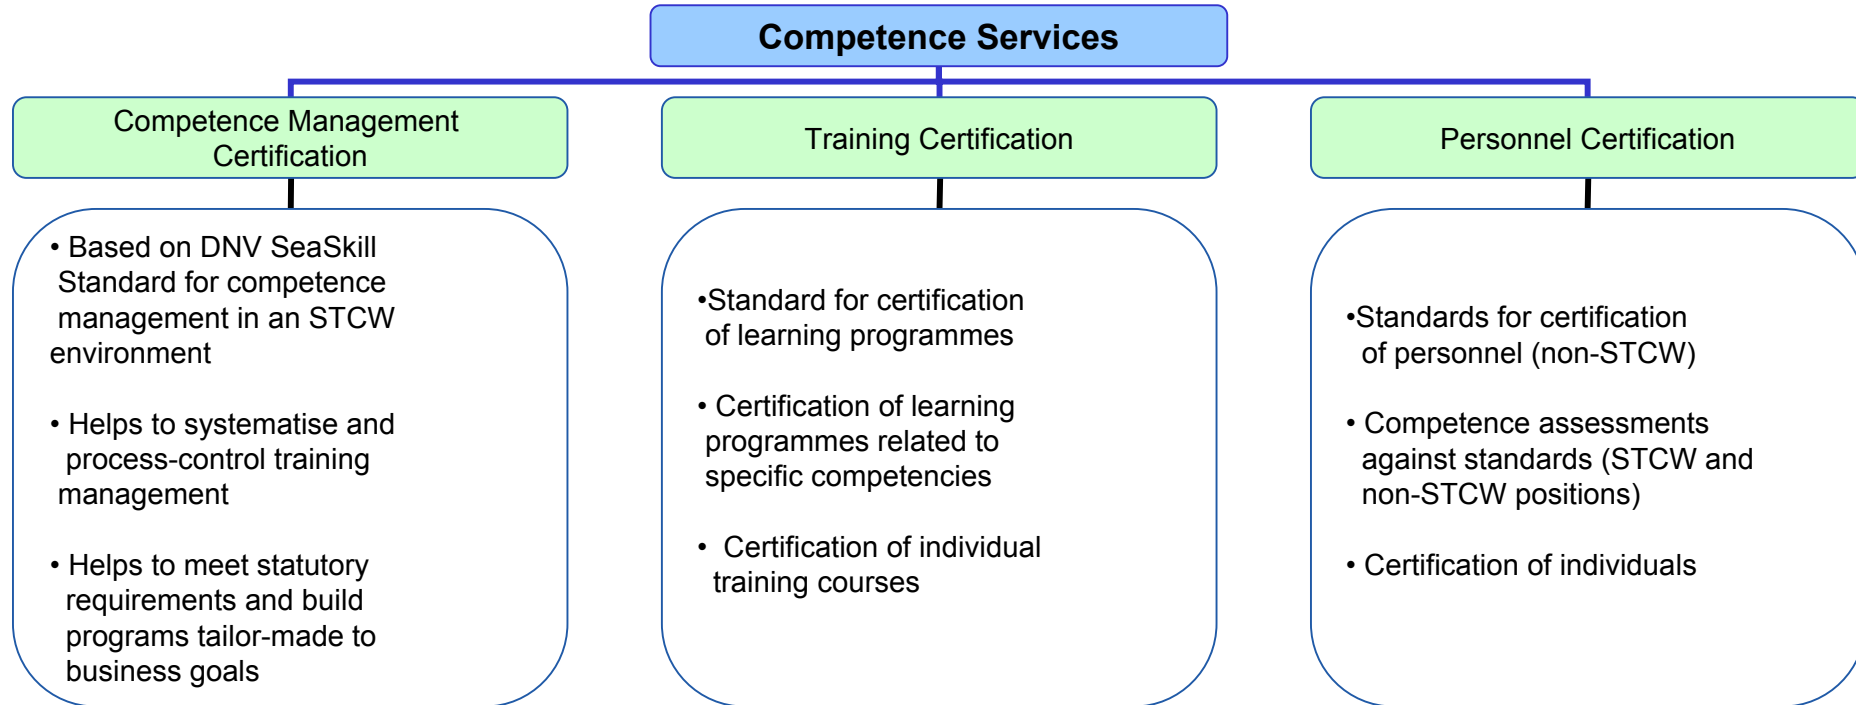 Competence Services
Competence Management
Certification
• Based on DNV SeaSkill
Standard for competence
management in an STCW
environment
• Helps to systematise and
process-control training
management
• Helps to meet statutory
requirements and build
programs tailor-made to
business goals
Training Certification
•Standard for certification
of learning programmes
• Certification of learning
programmes related to
specific competencies
• Certification of individual
training courses
Personnel Certification
•Standards for certification
of personnel (non-STCW)
• Competence assessments
against standards (STCW and
non-STCW positions)
• Certification of individuals